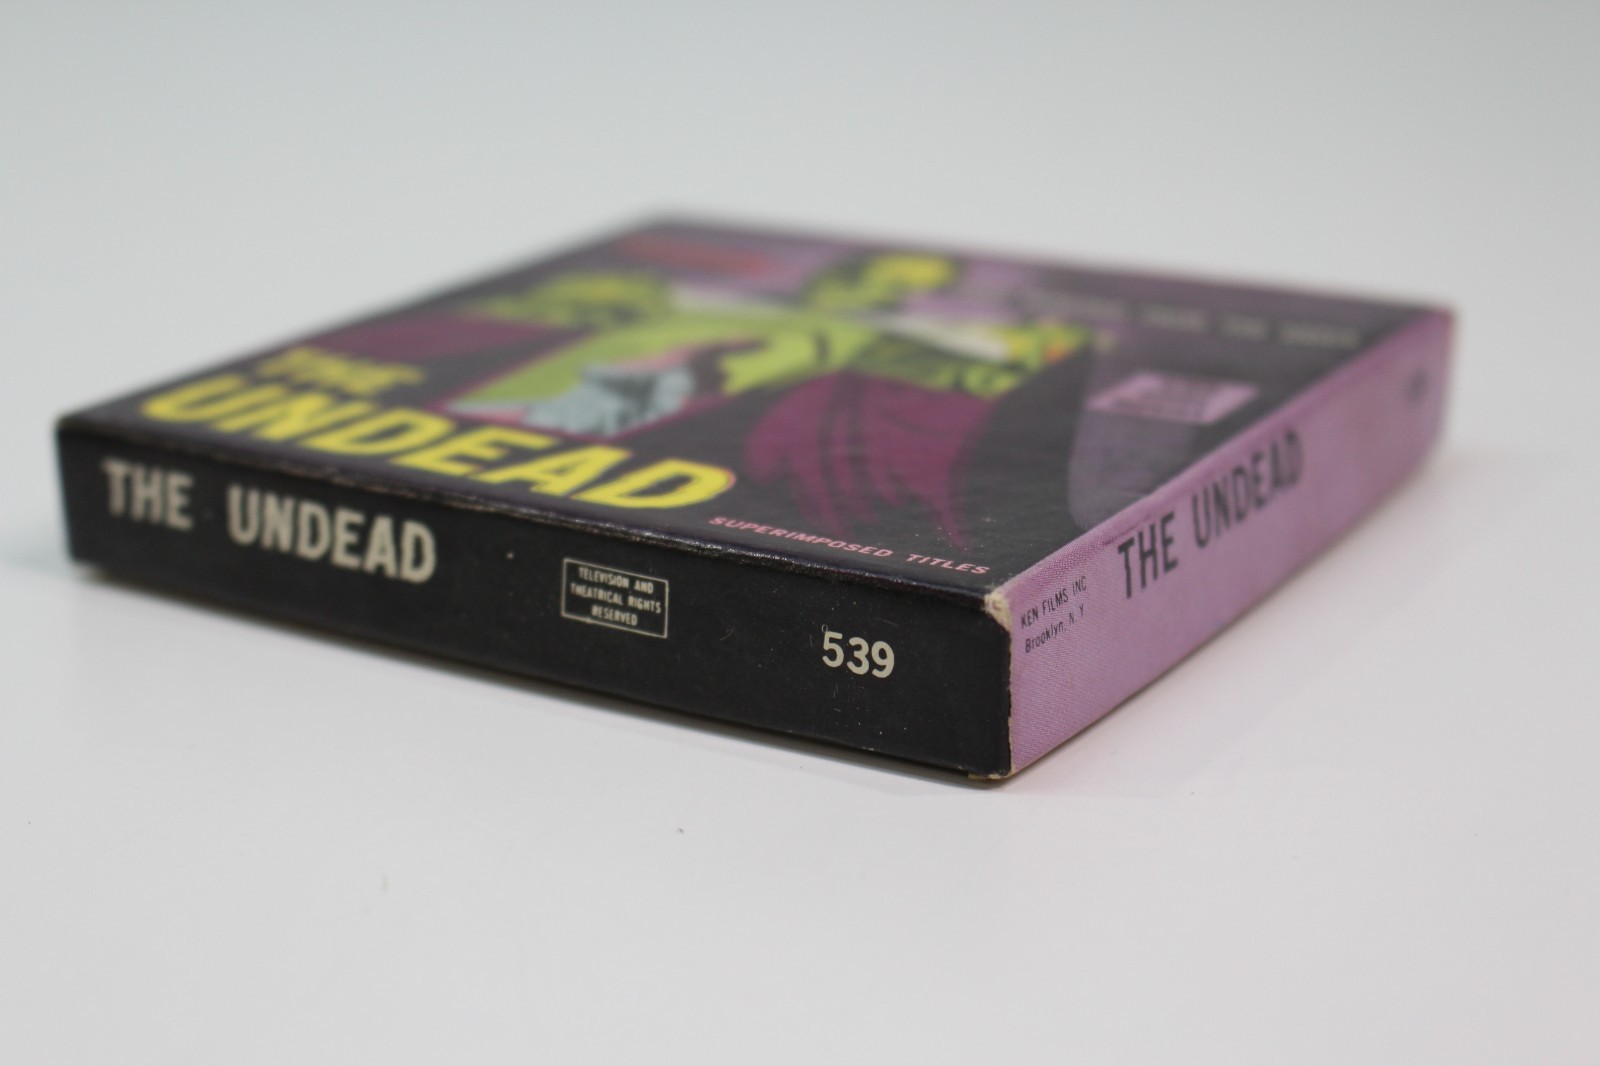 THE
UNDEAD
SUPERIMPOSED TITLES
THE UNDEAD
TELEVISION AND
THEATRICAL RIGHTS
RESERVED
539
KEN FILMS INC
Brooklyn, N. Y
THE UNDEAD